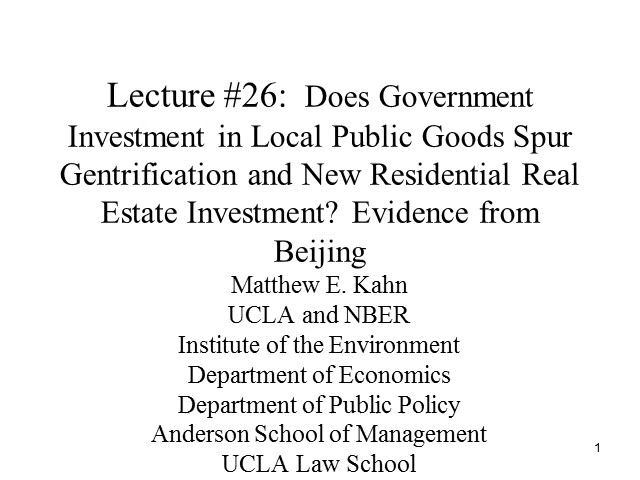 Lecture #26: Does Government
Investment in Local Public Goods Spur
Gentrification and New Residential Real
Estate Investment? Evidence from
Beijing
Matthew E. Kahn
UCLA and NBER
Institute of the Environment
Department of Economics
Department of Public Policy
Anderson School of Management
UCLA Law School
1